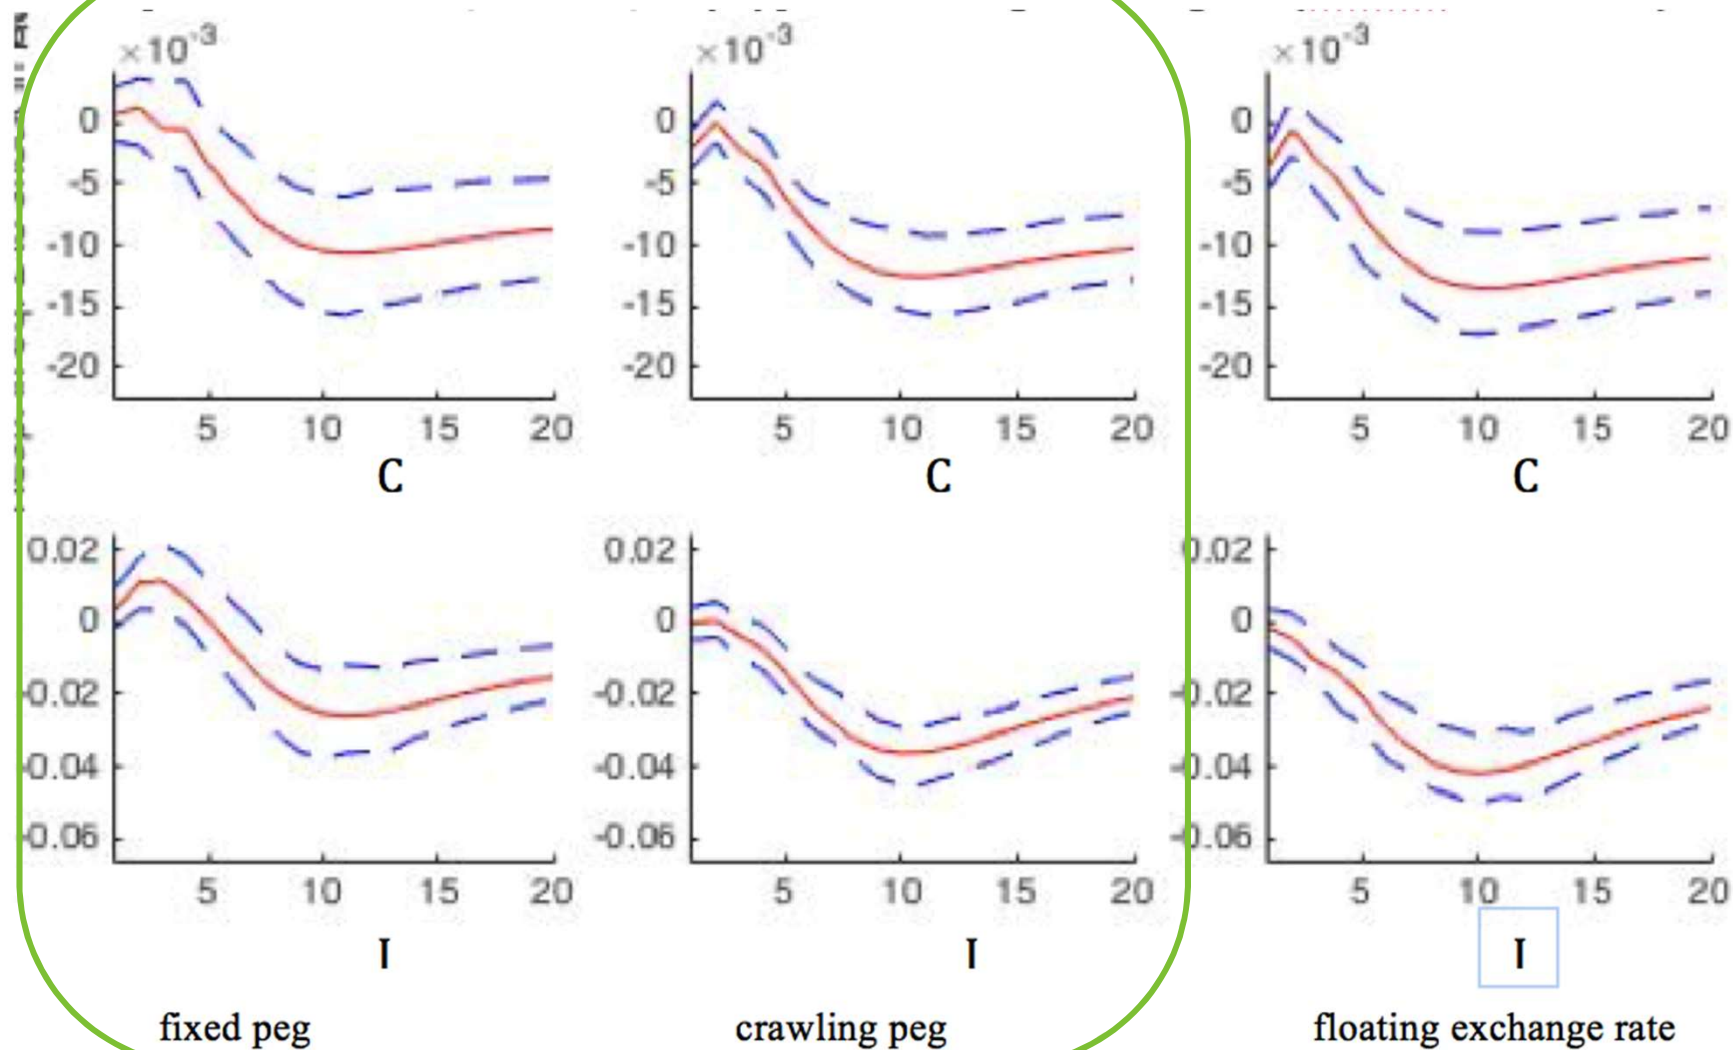 ×10⁻³ ×10⁻³ ×10⁻³
0 0 0
-5 -5 -5
-10 -10 -10
-15 -15 -15
-20 -20 -20
5 10 15 20 5 10 15 20 5 10 15 20
C C C
0.02 0.02 0.02
0 0 0
-0.02 -0.02 -0.02
-0.04 -0.04 -0.04
-0.06 -0.06 -0.06
5 10 15 20 5 10 15 20 5 10 15 20
I I I
fixed peg crawling peg floating exchange rate